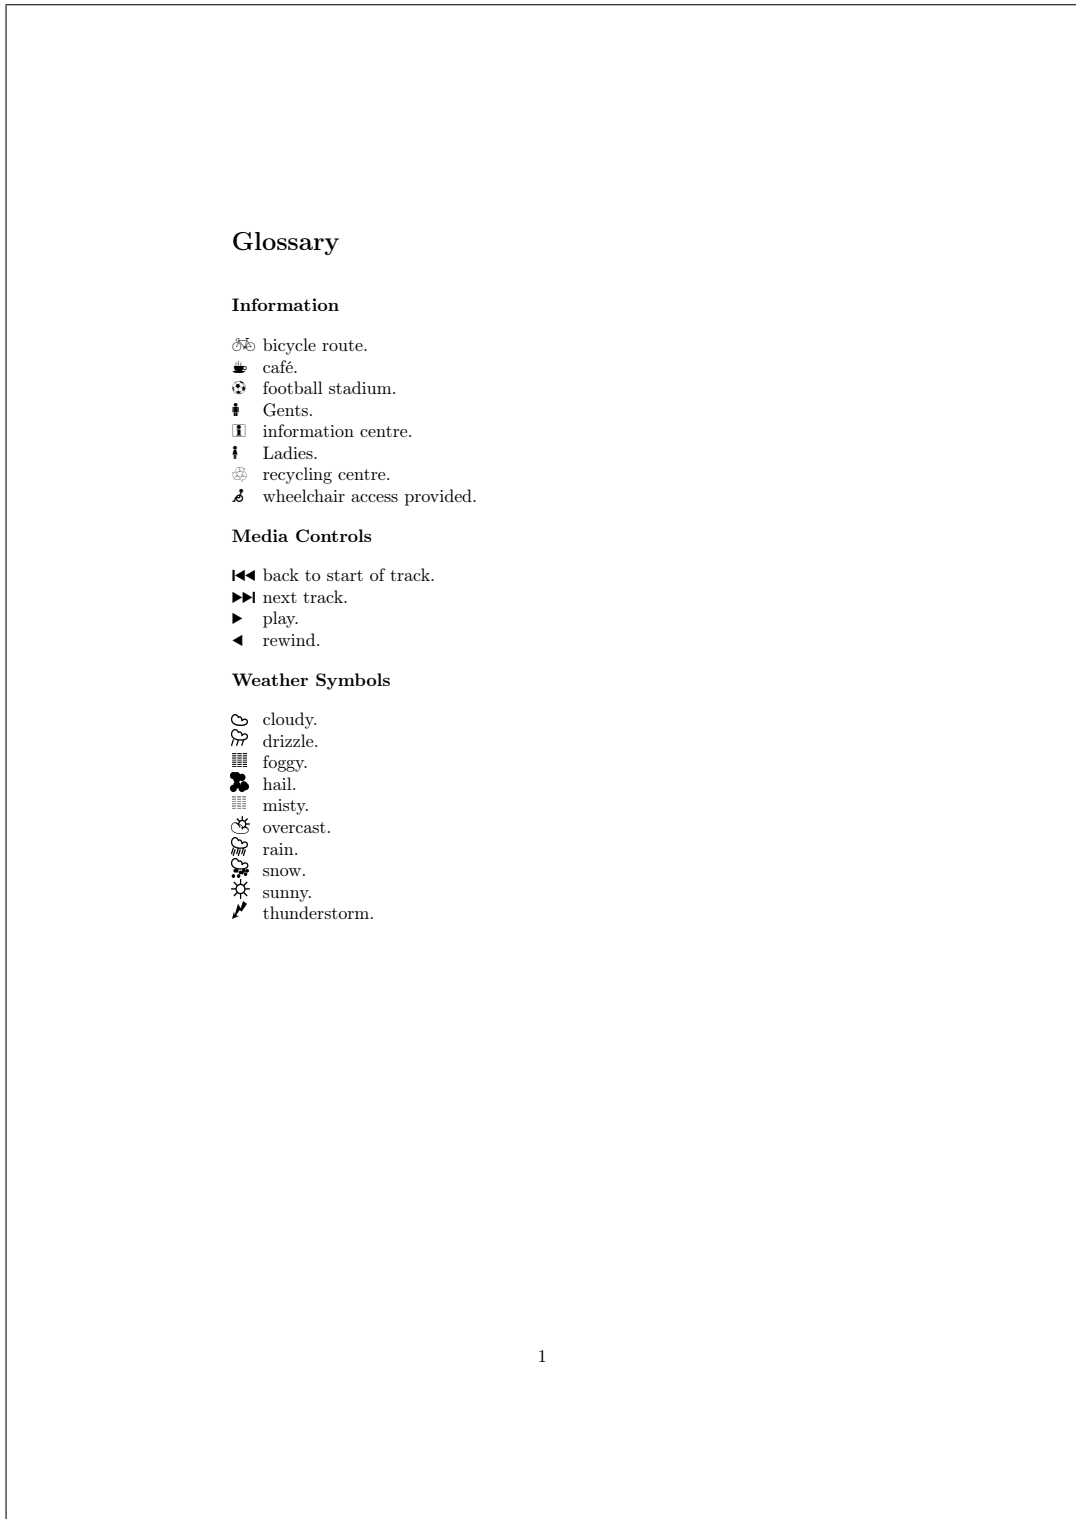 Glossary
Information
bicycle route.
café.
football stadium.
Gents.
information centre.
Ladies.
recycling centre.
wheelchair access provided.
Media Controls
back to start of track.
next track.
play.
rewind.
Weather Symbols
cloudy.
drizzle.
foggy.
hail.
misty.
overcast.
rain.
snow.
sunny.
thunderstorm.
1